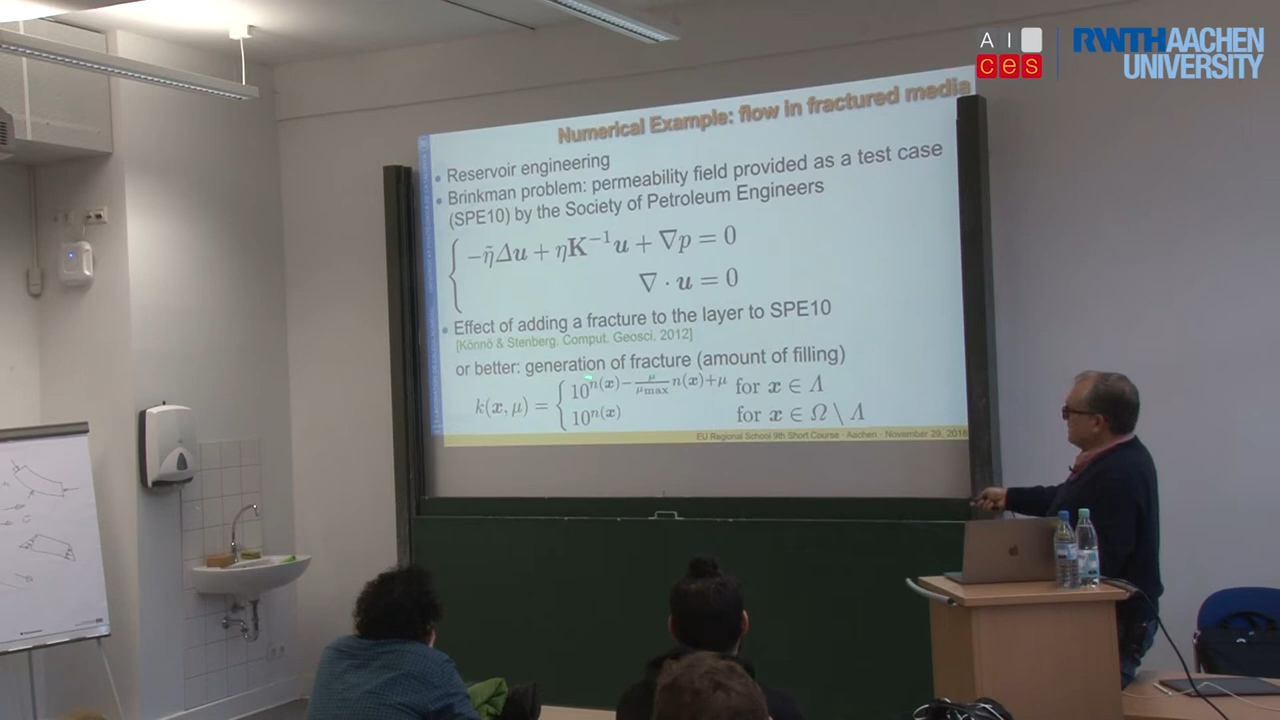 AI
ces
RWTHAACHEN
UNIVERSITY
Numerical Example: flow in fractured media
• Reservoir engineering
• Brinkman problem: permeability field provided as a test case
(SPE10) by the Society of Petroleum Engineers
−η̃Δu + ηK⁻¹u + ∇p = 0
∇ · u = 0
• Effect of adding a fracture to the layer to SPE10
[Könnö & Stenberg. Comput. Geosci. 2012]
or better: generation of fracture (amount of filling)
k(x, μ) = { 10^{n(x) − \frac{μ}{μ_{max}} n(x) + μ} for x ∈ Λ
10^{n(x)} for x ∈ Ω \ Λ
EU Regional School 9th Short Course · Aachen · November 29, 2018